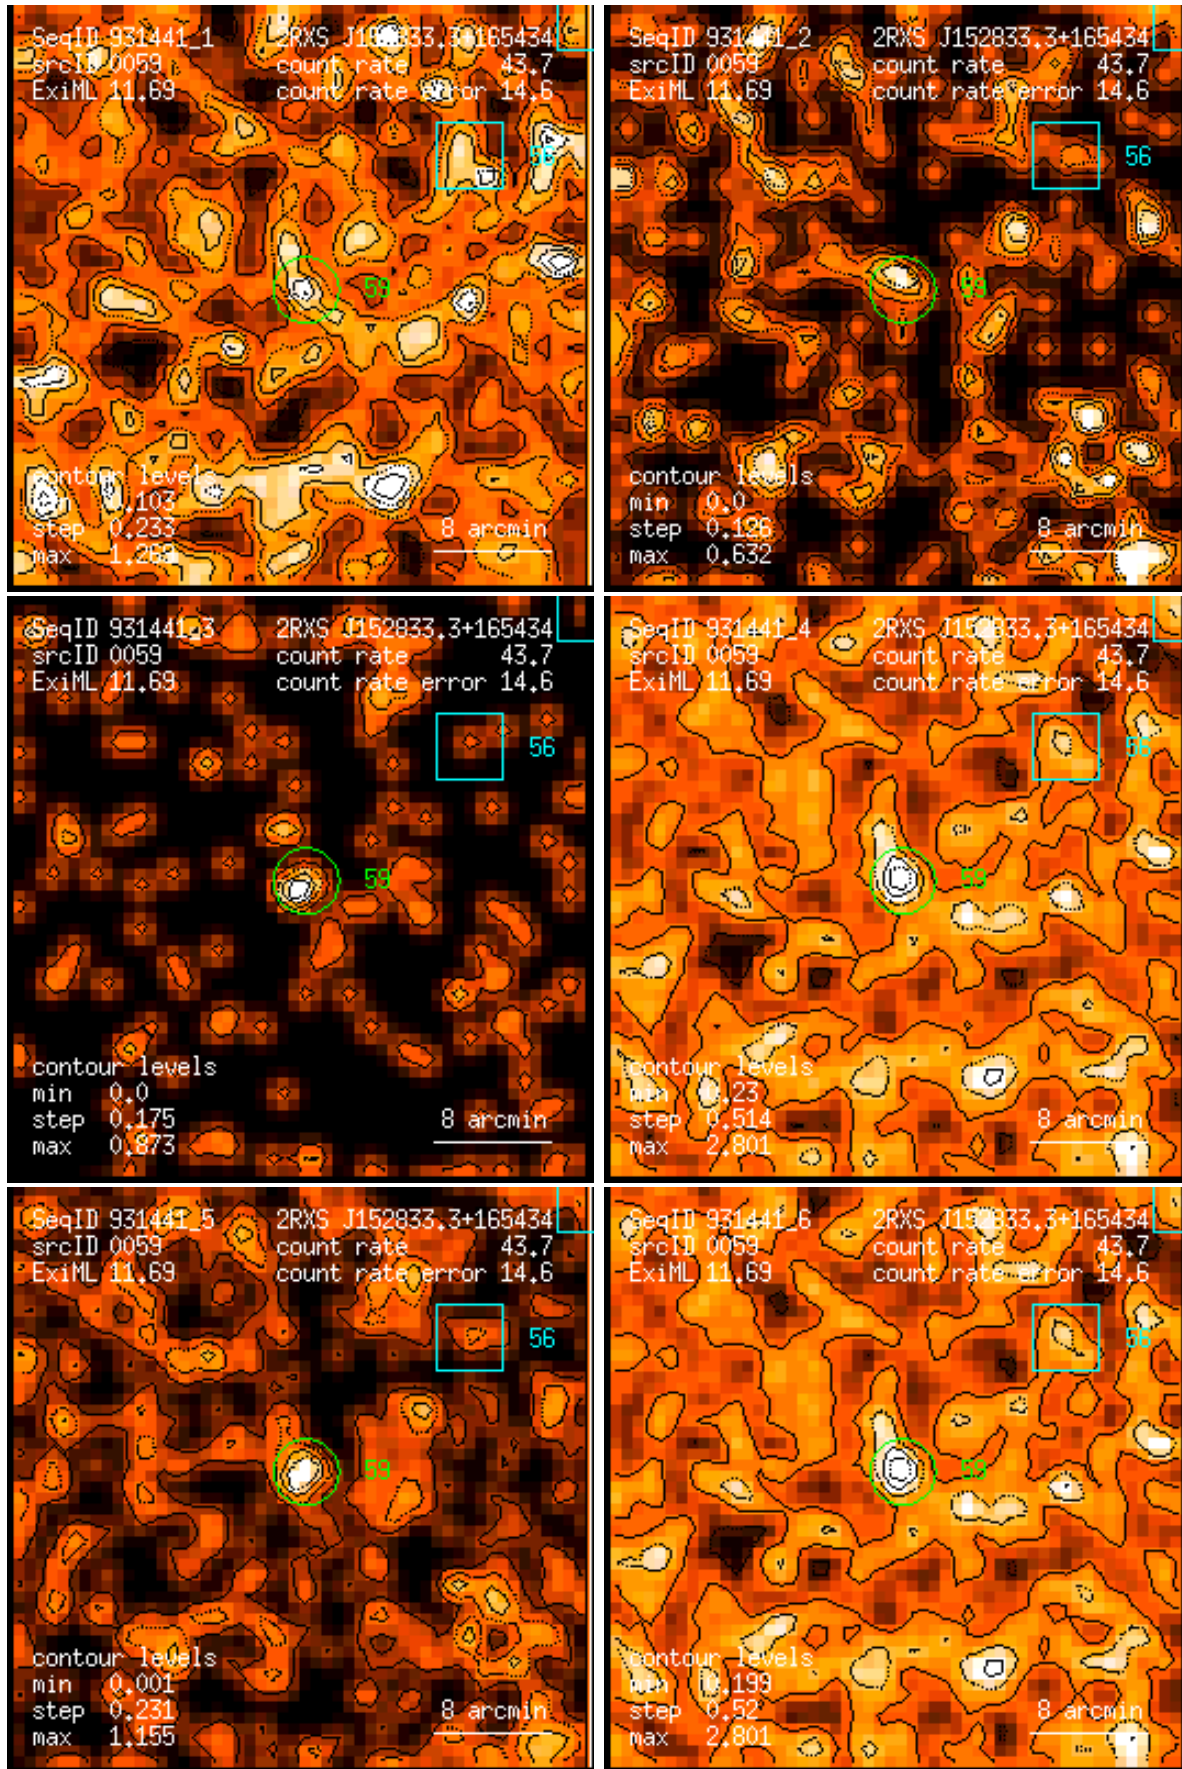 SeqID 931441_1 2RXS J152833.3+165434
srcID 0059 count rate 43.7
ExiML 11.69 count rate error 14.6
56
59
contour levels
min 0.103
step 0.233
max 1.269
8 arcmin
SeqID 931441_2 2RXS J152833.3+165434
srcID 0059 count rate 43.7
ExiML 11.69 count rate error 14.6
56
59
contour levels
min 0.0
step 0.126
max 0.632
8 arcmin
SeqID 931441_3 2RXS J152833.3+165434
srcID 0059 count rate 43.7
ExiML 11.69 count rate error 14.6
56
59
contour levels
min 0.0
step 0.175
max 0.873
8 arcmin
SeqID 931441_4 2RXS J152833.3+165434
srcID 0059 count rate 43.7
ExiML 11.69 count rate error 14.6
56
59
contour levels
min 0.23
step 0.514
max 2.801
8 arcmin
SeqID 931441_5 2RXS J152833.3+165434
srcID 0059 count rate 43.7
ExiML 11.69 count rate error 14.6
56
59
contour levels
min 0.001
step 0.231
max 1.155
8 arcmin
SeqID 931441_6 2RXS J152833.3+165434
srcID 0059 count rate 43.7
ExiML 11.69 count rate error 14.6
56
59
contour levels
min 0.199
step 0.52
max 2.801
8 arcmin